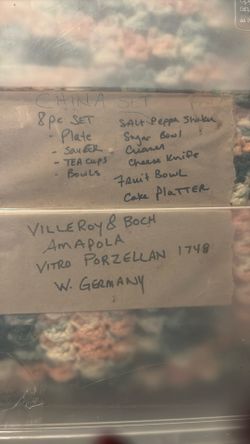 CHINA SET
8pc SET SALT-Pepper Shaker
- Plate Sugar Bowl
- Saucer Creamer
- TEA CUPS Cheese Knife
- Bowls Fruit Bowl
Cake PLATTER
VILLEROY & BOCH
AMAPOLA
VITRO PORZELLAN 1748
W. GERMANY